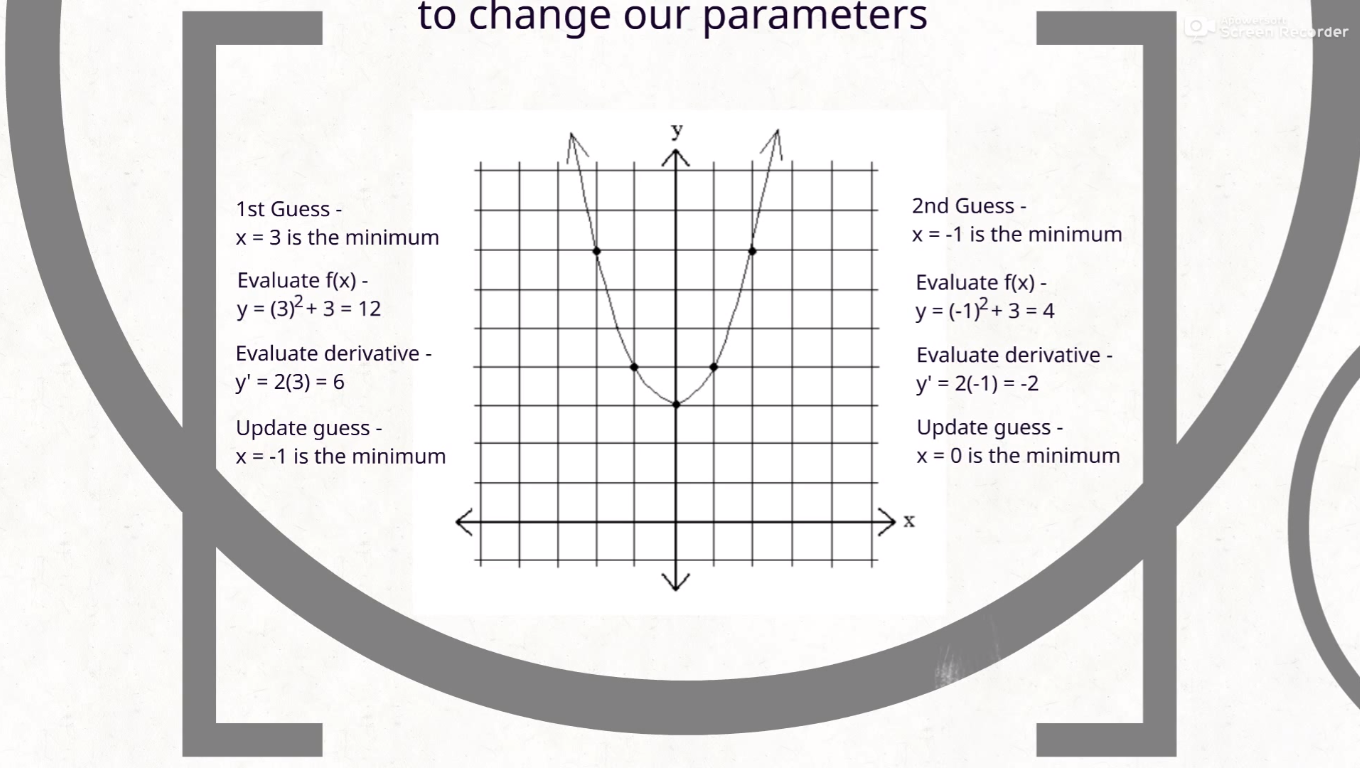 to change our parameters
Apowersoft
Screen Recorder
1st Guess -
x = 3 is the minimum
Evaluate f(x) -
y = (3)² + 3 = 12
Evaluate derivative -
y' = 2(3) = 6
Update guess -
x = -1 is the minimum
y
x
2nd Guess -
x = -1 is the minimum
Evaluate f(x) -
y = (-1)² + 3 = 4
Evaluate derivative -
y' = 2(-1) = -2
Update guess -
x = 0 is the minimum